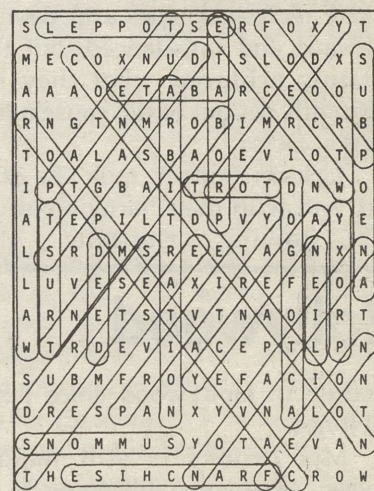 S L E P P O T S E R F O X Y T
M E C O X N U D T S L O D X S
A A A O E T A B A R C E O O U
R N G T N M R O B I M R C R B
T O A L A S B A O E V I O T P
I P T G B A I T R O T D N W O
A T E P I L T D P V Y O A Y E
L S R D M S R E E T A G N X N
L U V E S E A X I R E F E O A
A R N E T S T V T N A O I R T
W T R D E V I A C E P T L P N
S U B M F R O Y E F A C I O N
D R E S P A N X Y V N A L O T
S N O M M U S Y O T A E V A N
T H E S I H C N A R F C R O W